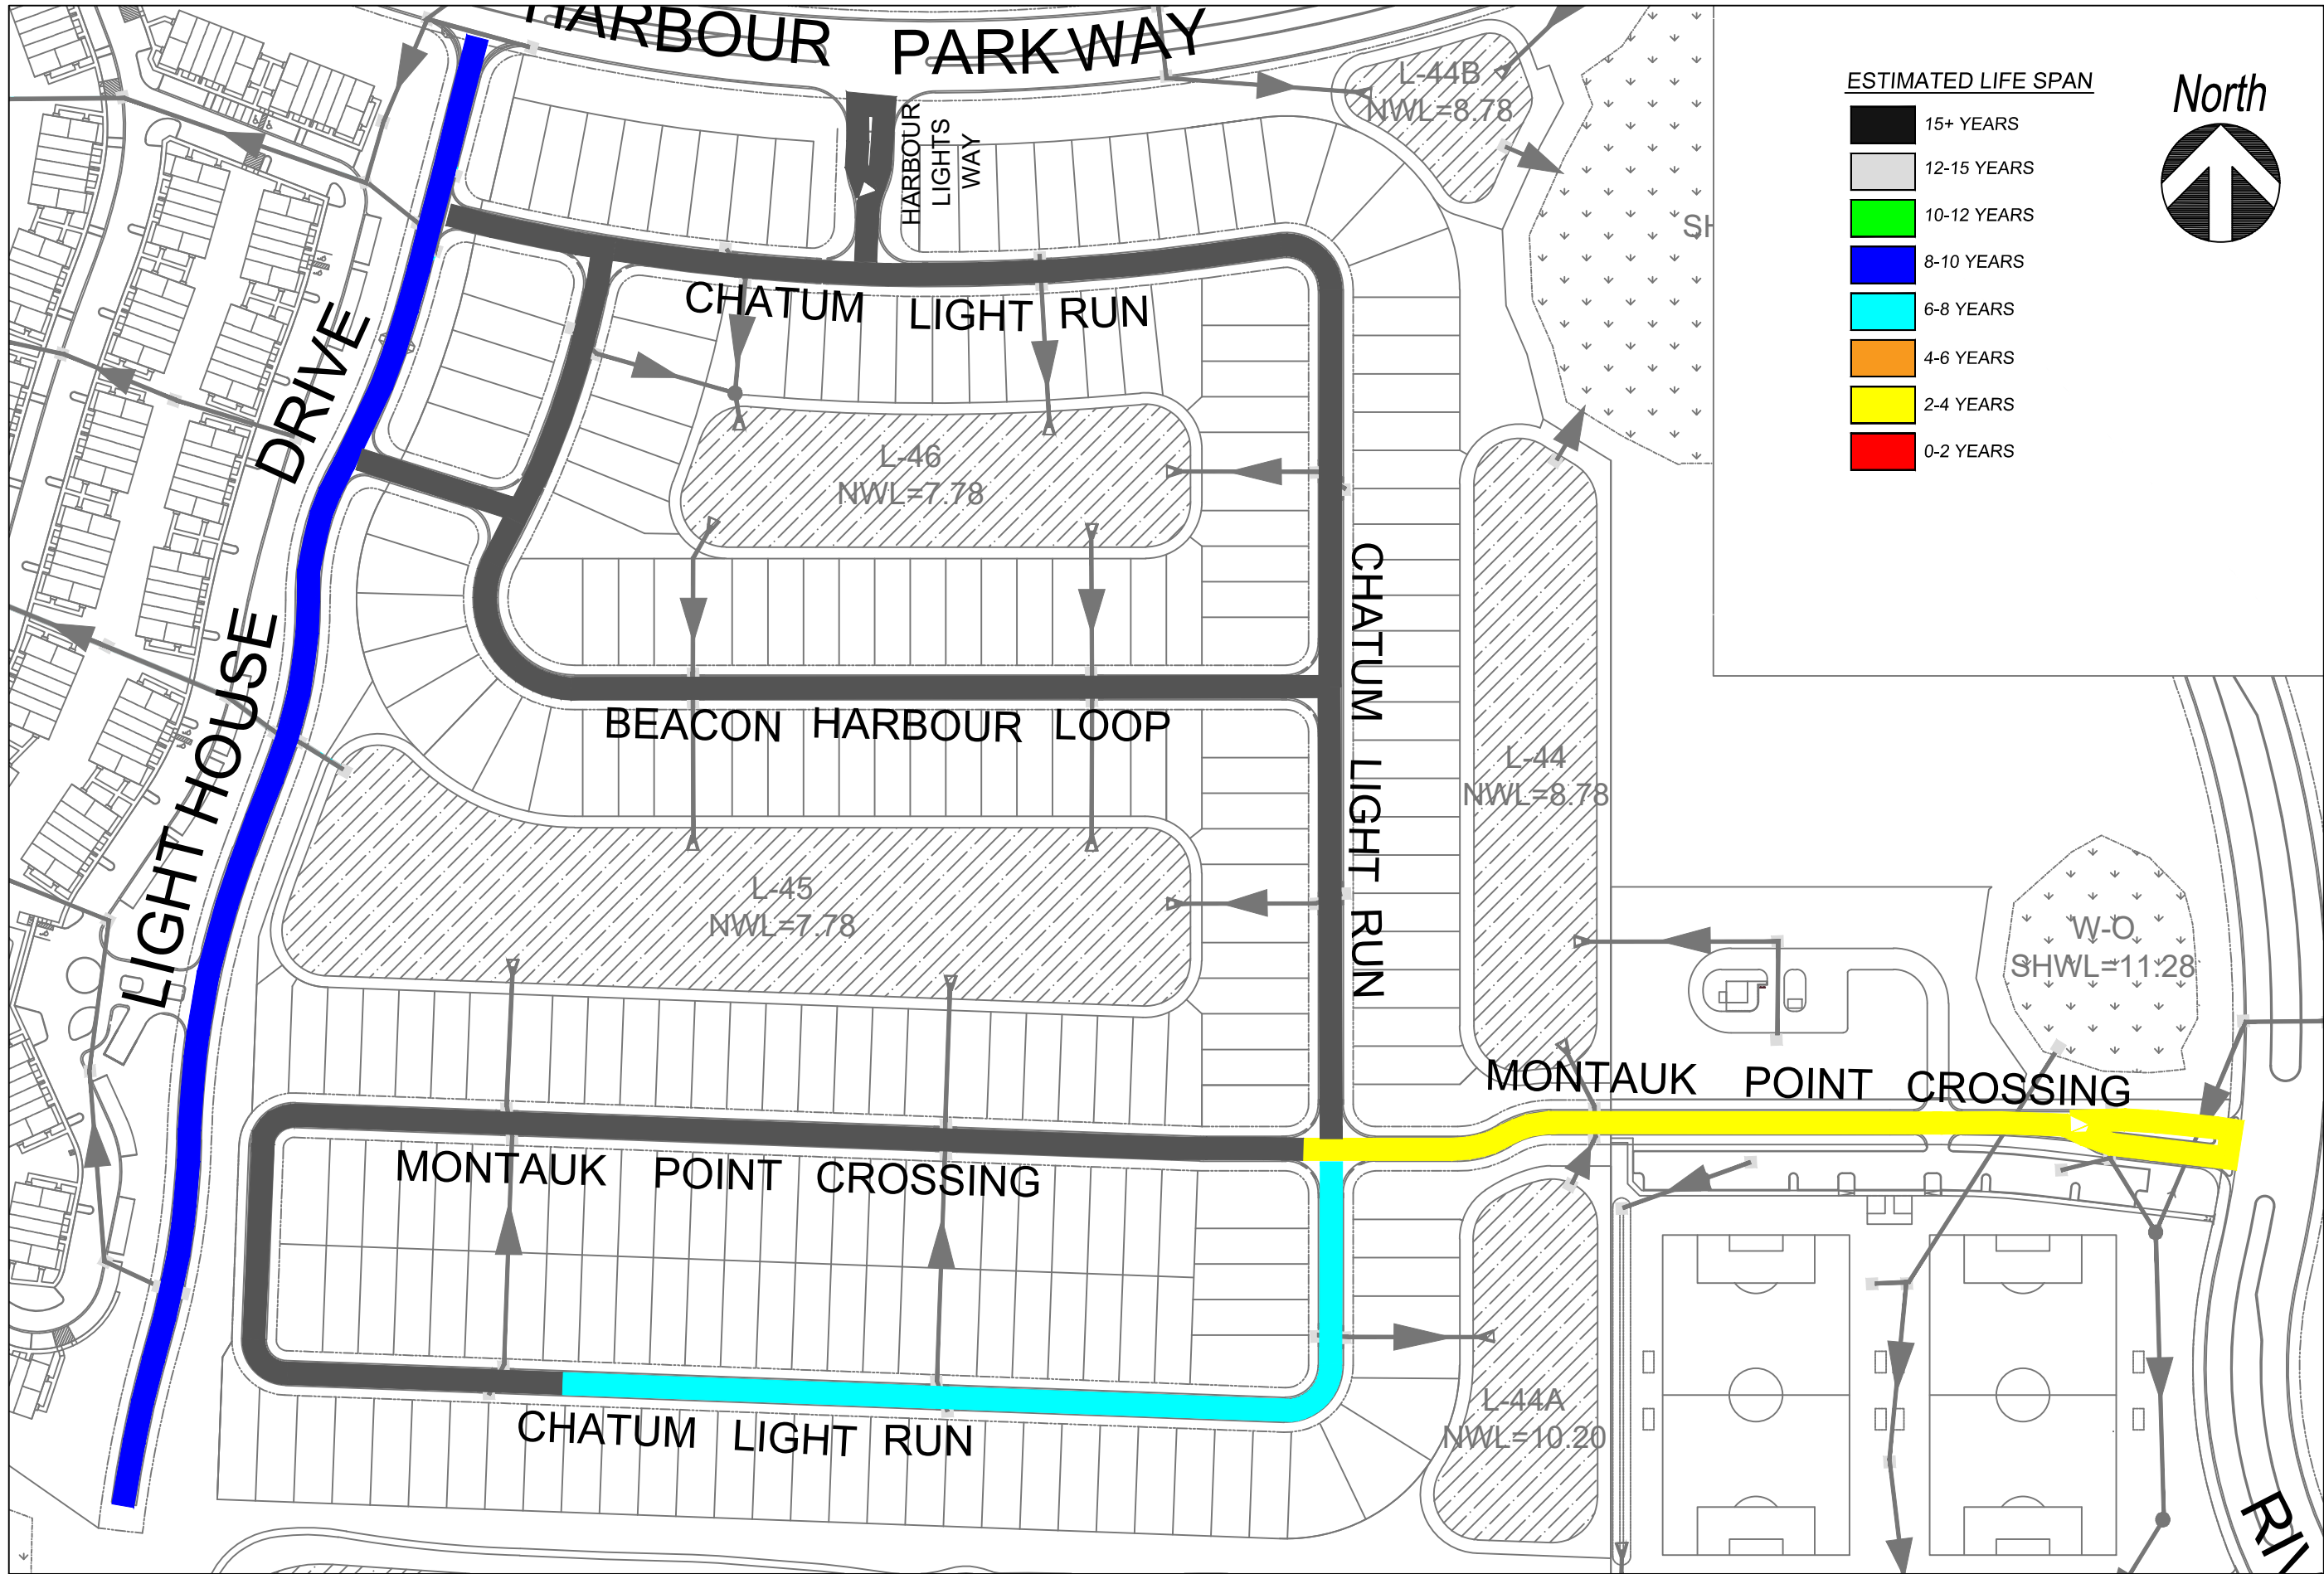 HARBOUR PARKWAY
HARBOUR
LIGHTS
WAY
L-44B
NWL=8.78
ESTIMATED LIFE SPAN
15+ YEARS
12-15 YEARS
10-12 YEARS
8-10 YEARS
6-8 YEARS
4-6 YEARS
2-4 YEARS
0-2 YEARS
North
SH
CHATUM LIGHT RUN
LIGHTHOUSE DRIVE
L-46
NWL=7.78
CHATUM LIGHT RUN
BEACON HARBOUR LOOP
L-44
NWL=8.78
L-45
NWL=7.78
W-O
SHWL=11.28
MONTAUK POINT CROSSING
MONTAUK POINT CROSSING
L-44A
NWL=10.20
CHATUM LIGHT RUN